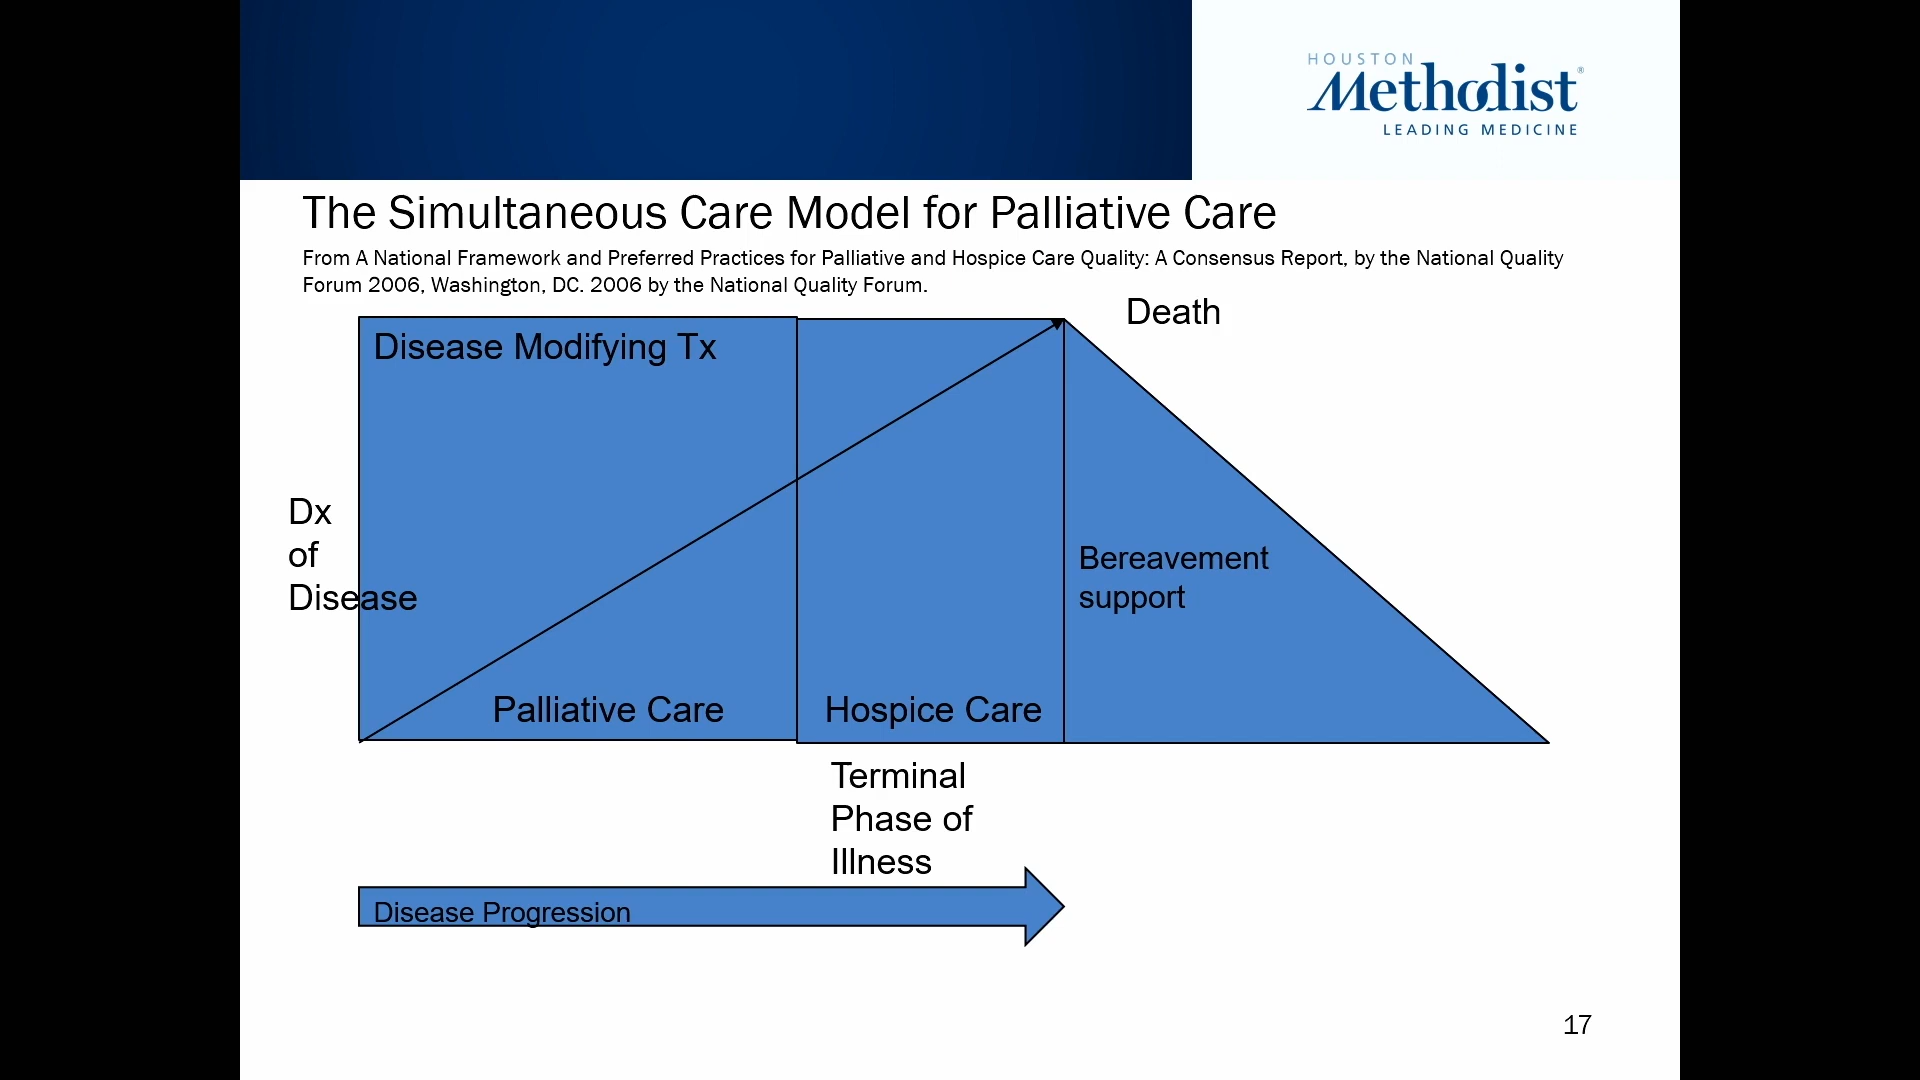 HOUSTON
Methodist®
LEADING MEDICINE
The Simultaneous Care Model for Palliative Care
From A National Framework and Preferred Practices for Palliative and Hospice Care Quality: A Consensus Report, by the National Quality
Forum 2006, Washington, DC. 2006 by the National Quality Forum.
Death
Disease Modifying Tx
Dx
of
Disease
Bereavement
support
Palliative Care
Hospice Care
Terminal
Phase of
Illness
Disease Progression
17